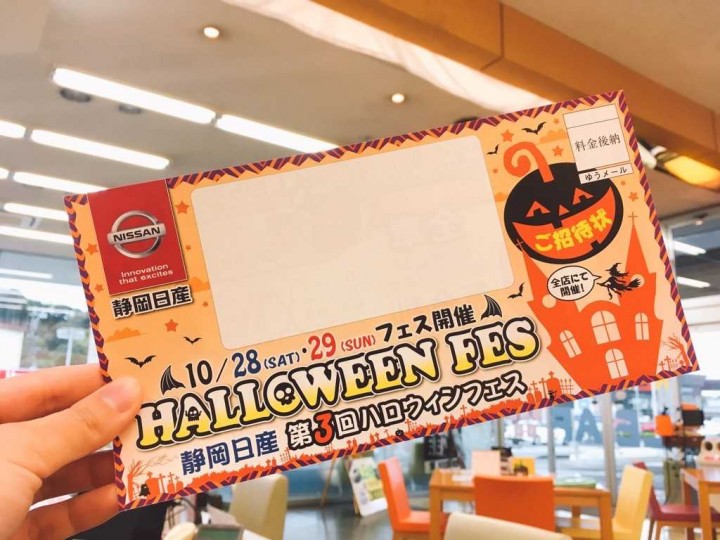 料金後納
ゆうメール
NISSAN
Innovation
that excites
静岡日産
ご招待状
全店にて
開催!
10/28(SAT)・29(SUN)フェス開催
HALLOWEEN FES
静岡日産 第3回ハロウィンフェス